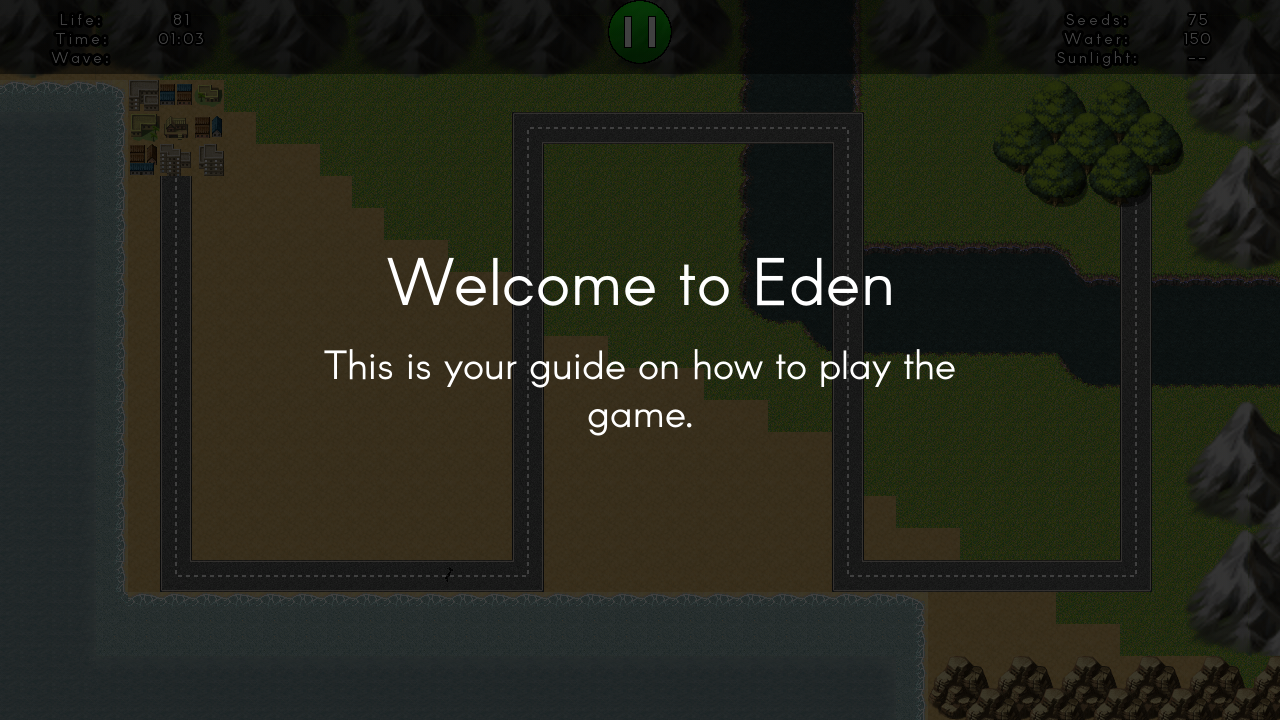 Life: 81
Time: 01:03
Wave:
Seeds: 75
Water: 150
Sunlight: --
Welcome to Eden
This is your guide on how to play the
game.